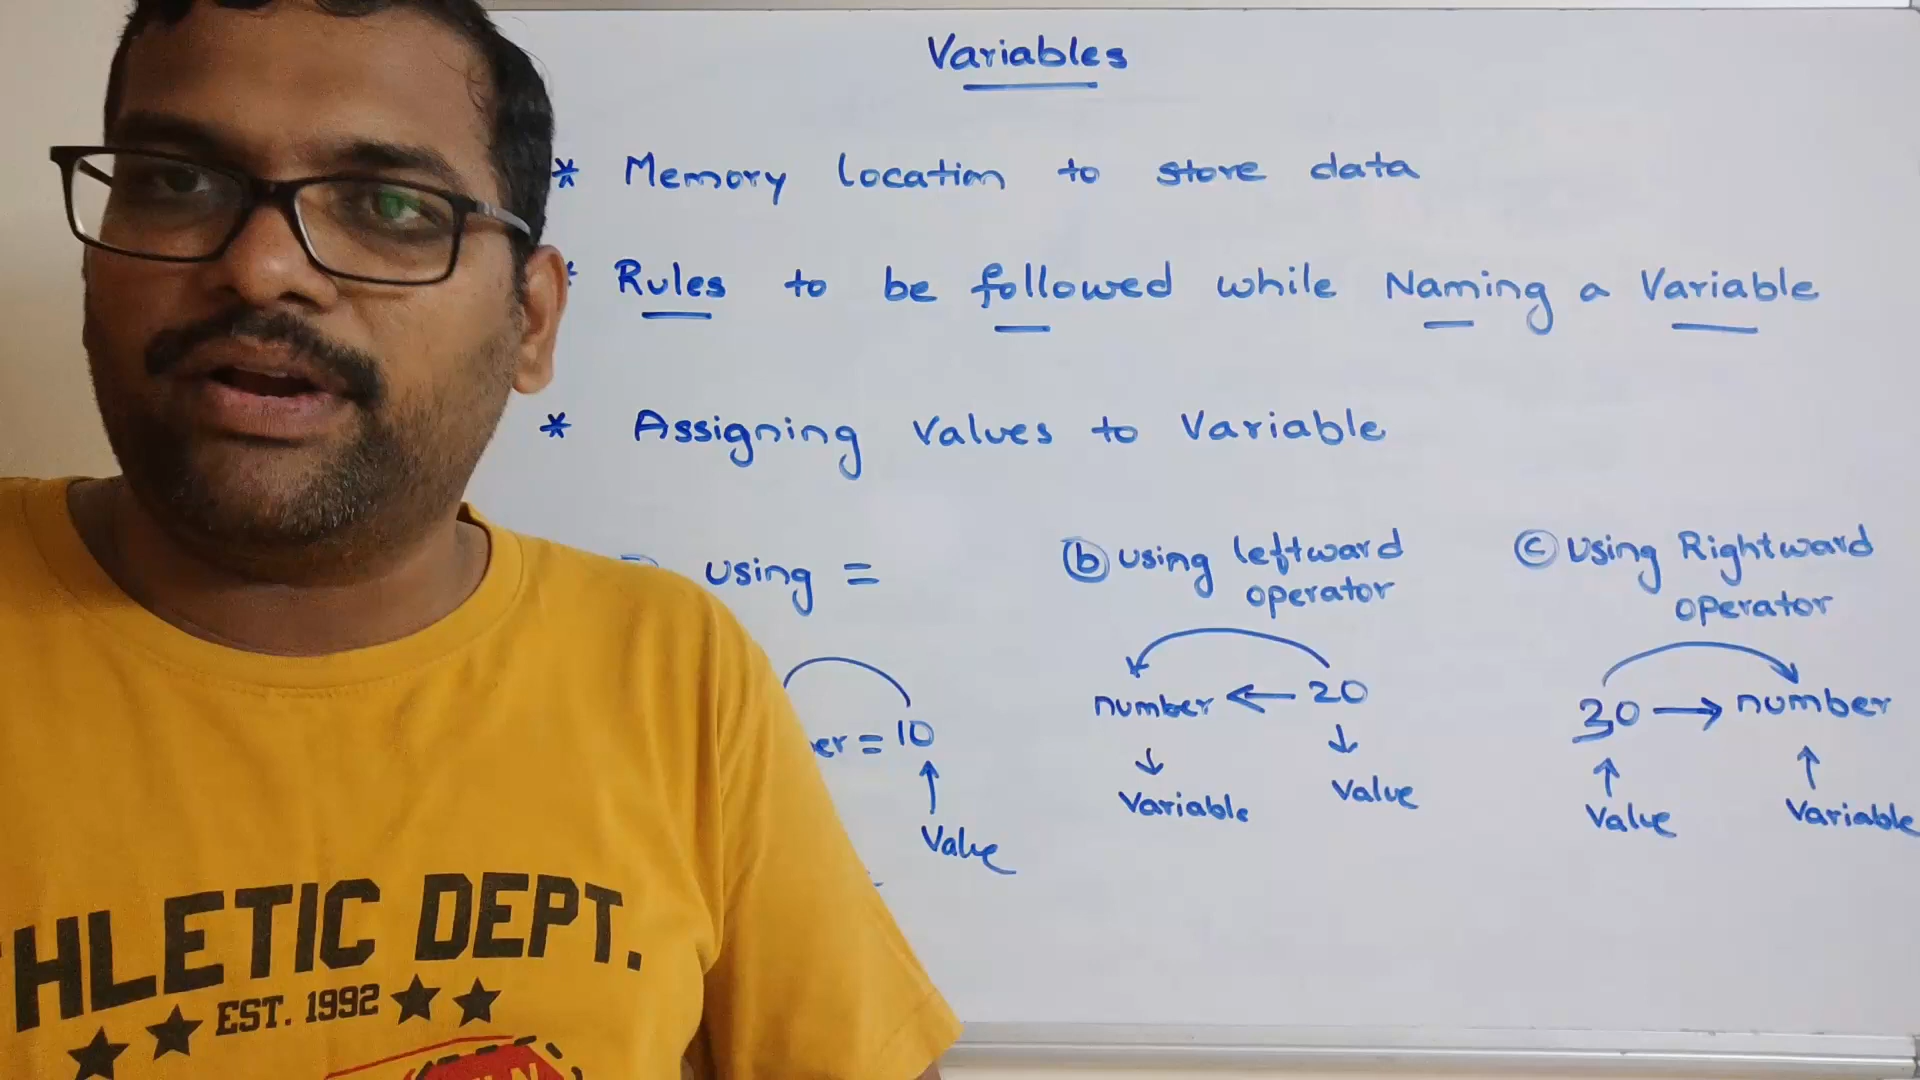 Variables
* Memory location to store data
* Rules to be followed while Naming a Variable
* Assigning Values to Variable
using =
ⓑ using leftward operator
ⓒ Using Rightward operator
er = 10
number ← 20
30 → number
Value
Variable
Value
Value
Variable
HLETIC DEPT.
EST. 1992